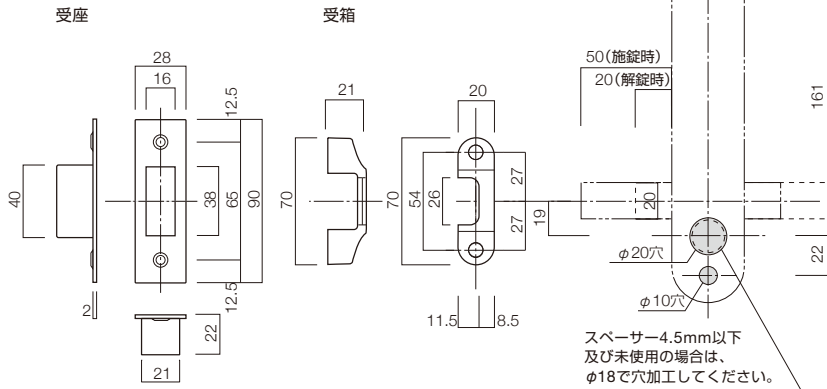 受座
受箱
28
16
12.5
40
38
65
90
2
12.5
22
21
21
70
20
70
54
26
27
27
11.5
8.5
50(施錠時)
20(解錠時)
161
20
19
22
φ20穴
φ10穴
スペーサー4.5mm以下
及び未使用の場合は、
φ18で穴加工してください。